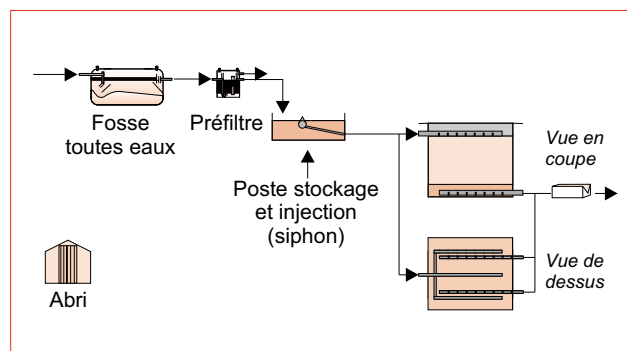 Fosse
toutes eaux
Préfiltre
Poste stockage
et injection
(siphon)
Vue en
coupe
Vue de
dessus
Abri